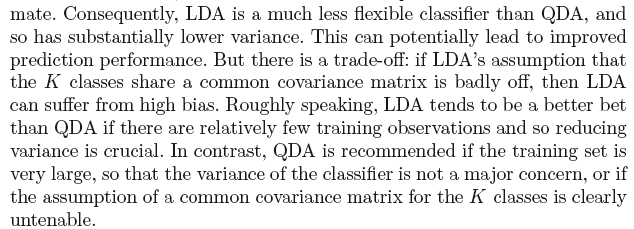 mate. Consequently, LDA is a much less flexible classifier than QDA, and
so has substantially lower variance. This can potentially lead to improved
prediction performance. But there is a trade-off: if LDA's assumption that
the K classes share a common covariance matrix is badly off, then LDA
can suffer from high bias. Roughly speaking, LDA tends to be a better bet
than QDA if there are relatively few training observations and so reducing
variance is crucial. In contrast, QDA is recommended if the training set is
very large, so that the variance of the classifier is not a major concern, or if
the assumption of a common covariance matrix for the K classes is clearly
untenable.